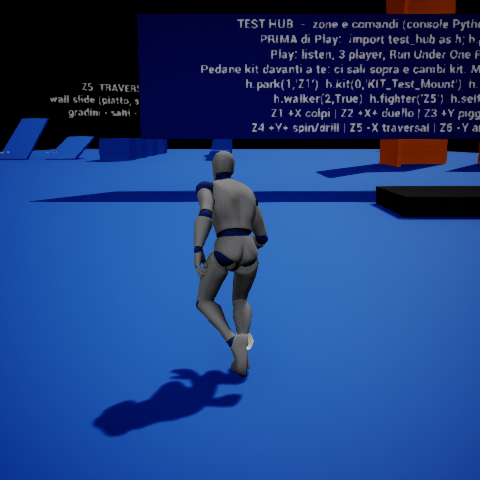 TEST HUB - zone e comandi (console Pytho
PRIMA di Play: import test_hub as h; h.p
Play: listen, 3 player, Run Under One P
Pedane kit davanti a te: ci sali sopra e cambi kit. M
h.park(1,'Z1') h.kit(0,'KIT_Test_Mount') h.
h.walker(2,True) h.fighter('Z5') h.self
Z1 +X colpi | Z2 +X+ duello | Z3 +Y pigg
Z4 +Y+ spin/drill | Z5 -X traversal | Z6 -Y ar
Z5 TRAVERS
wall slide (piatto, s
gradini - salti -